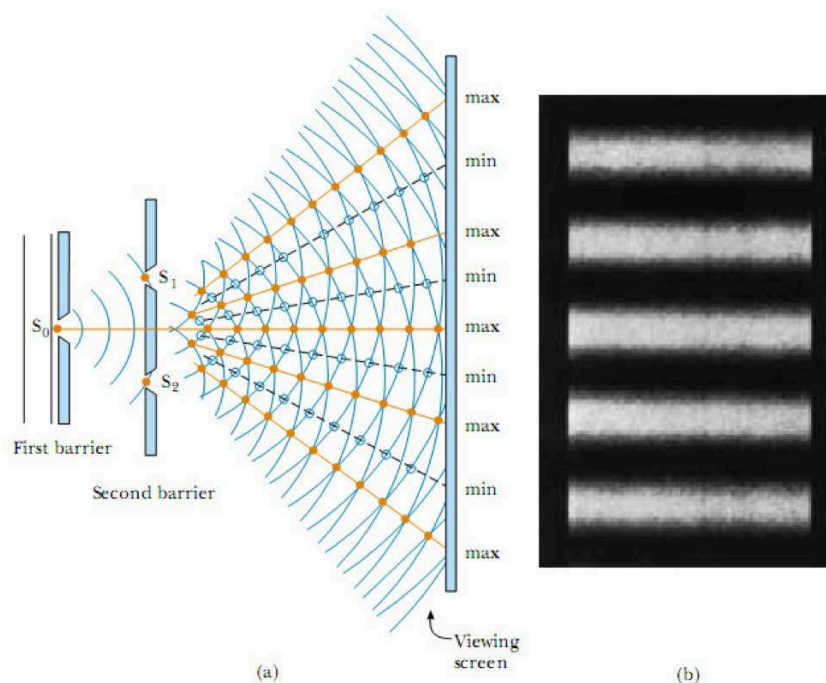 max
min
max
S₁
min
S₀
max
S₂
min
max
First barrier
min
Second barrier
max
Viewing
screen
(a)
(b)